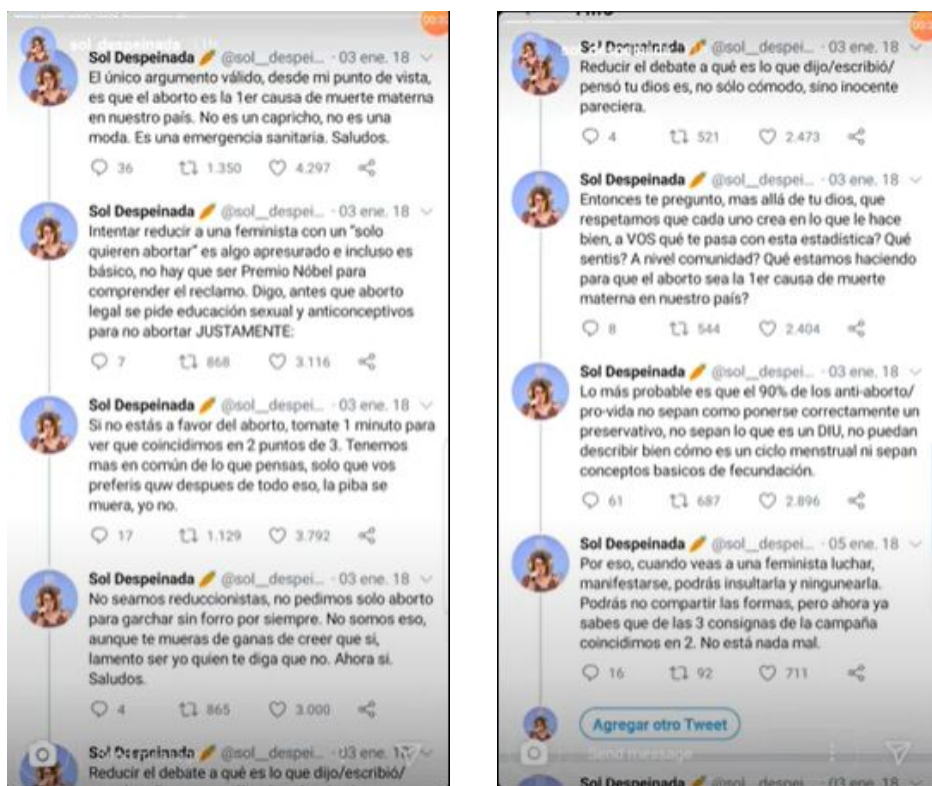 00:3
sol_despeinada
Sol Despeinada @sol__despei... · 03 ene. 18
El único argumento válido, desde mi punto de vista,
es que el aborto es la 1er causa de muerte materna
en nuestro país. No es un capricho, no es una
moda. Es una emergencia sanitaria. Saludos.
36 1.350 4.297
Sol Despeinada @sol__despei... · 03 ene. 18
Intentar reducir a una feminista con un "solo
quieren abortar" es algo apresurado e incluso es
básico, no hay que ser Premio Nóbel para
comprender el reclamo. Digo, antes que aborto
legal se pide educación sexual y anticonceptivos
para no abortar JUSTAMENTE:
7 868 3.116
Sol Despeinada @sol__despei... · 03 ene. 18
Si no estás a favor del aborto, tomate 1 minuto para
ver que coincidimos en 2 puntos de 3. Tenemos
mas en común de lo que pensas, solo que vos
preferis quw despues de todo eso, la piba se
muera, yo no.
17 1.129 3.792
Sol Despeinada @sol__despei... · 03 ene. 18
No seamos reduccionistas, no pedimos solo aborto
para garchar sin forro por siempre. No somos eso,
aunque te mueras de ganas de creer que si,
lamento ser yo quien te diga que no. Ahora si.
Saludos.
4 865 3.000
Sol Despeinada @sol__despei... · 03 ene. 18
Reducir el debate a qué es lo que dijo/escribió/
Sol Despeinada @sol__despei... · 03 ene. 18
Reducir el debate a qué es lo que dijo/escribió/
pensó tu dios es, no sólo cómodo, sino inocente
pareciera.
4 521 2.473
Sol Despeinada @sol__despei... · 03 ene. 18
Entonces te pregunto, mas allá de tu dios, que
respetamos que cada uno crea en lo que le hace
bien, a VOS qué te pasa con esta estadística? Qué
sentis? A nivel comunidad? Qué estamos haciendo
para que el aborto sea la 1er causa de muerte
materna en nuestro país?
8 544 2.404
Sol Despeinada @sol__despei... · 03 ene. 18
Lo más probable es que el 90% de los anti-aborto/
pro-vida no sepan como ponerse correctamente un
preservativo, no sepan lo que es un DIU, no puedan
describir bien cómo es un ciclo menstrual ni sepan
conceptos basicos de fecundación.
61 687 2.896
Sol Despeinada @sol__despei... · 05 ene. 18
Por eso, cuando veas a una feminista luchar,
manifestarse, podrás insultarla y ningunearla.
Podrás no compartir las formas, pero ahora ya
sabes que de las 3 consignas de la campaña
coincidimos en 2. No está nada mal.
16 92 711
Agregar otro Tweet
Send message
Sol Despeinada @sol__despei... · 03 ene. 18